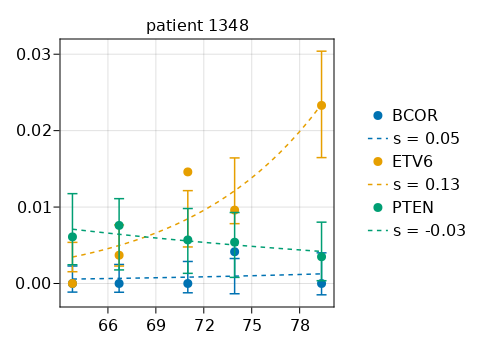 patient 1348
0.03
0.02
0.01
0.00
66 69 72 75 78
BCOR
s = 0.05
ETV6
s = 0.13
PTEN
s = -0.03